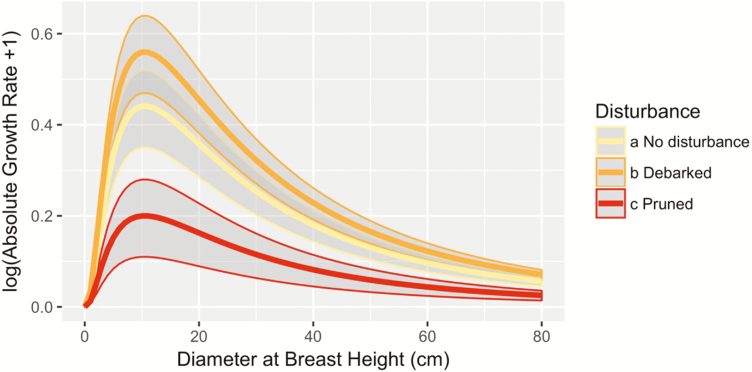 log(Absolute Growth Rate +1)
0.6
0.4
0.2
0.0
0
20
40
60
80
Diameter at Breast Height (cm)
Disturbance
a No disturbance
b Debarked
c Pruned